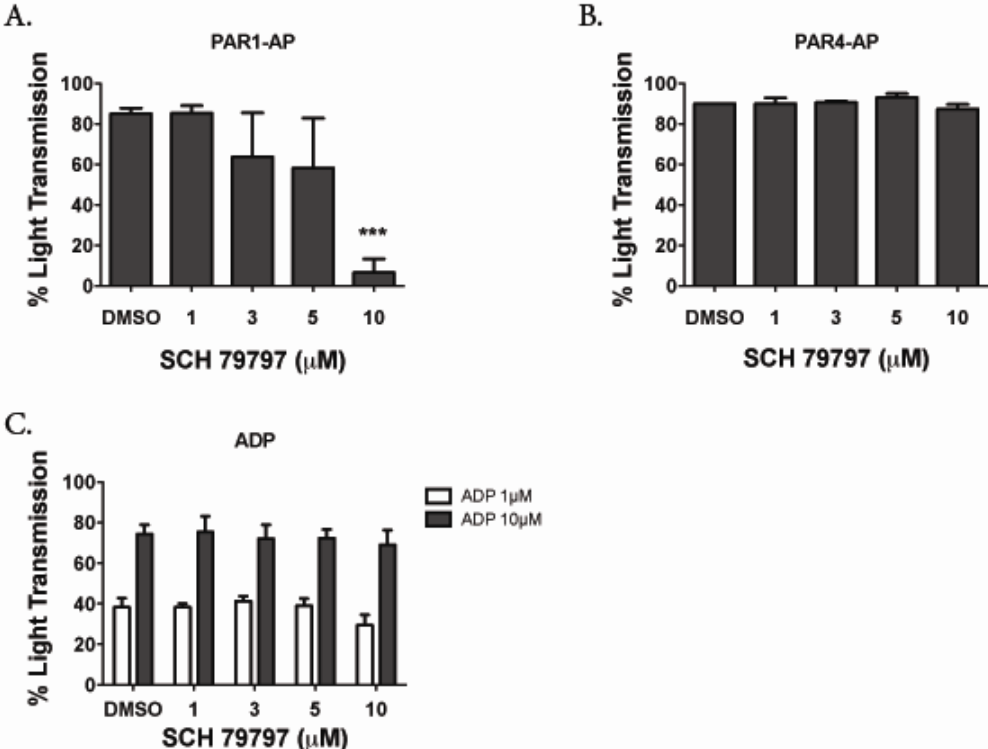 A.
PAR1-AP
% Light Transmission
100
80
60
40
20
0
***
DMSO 1 3 5 10
SCH 79797 (μM)
B.
PAR4-AP
% Light Transmission
100
80
60
40
20
0
DMSO 1 3 5 10
SCH 79797 (μM)
C.
ADP
% Light Transmission
100
80
60
40
20
0
DMSO 1 3 5 10
SCH 79797 (μM)
ADP 1μM
ADP 10μM